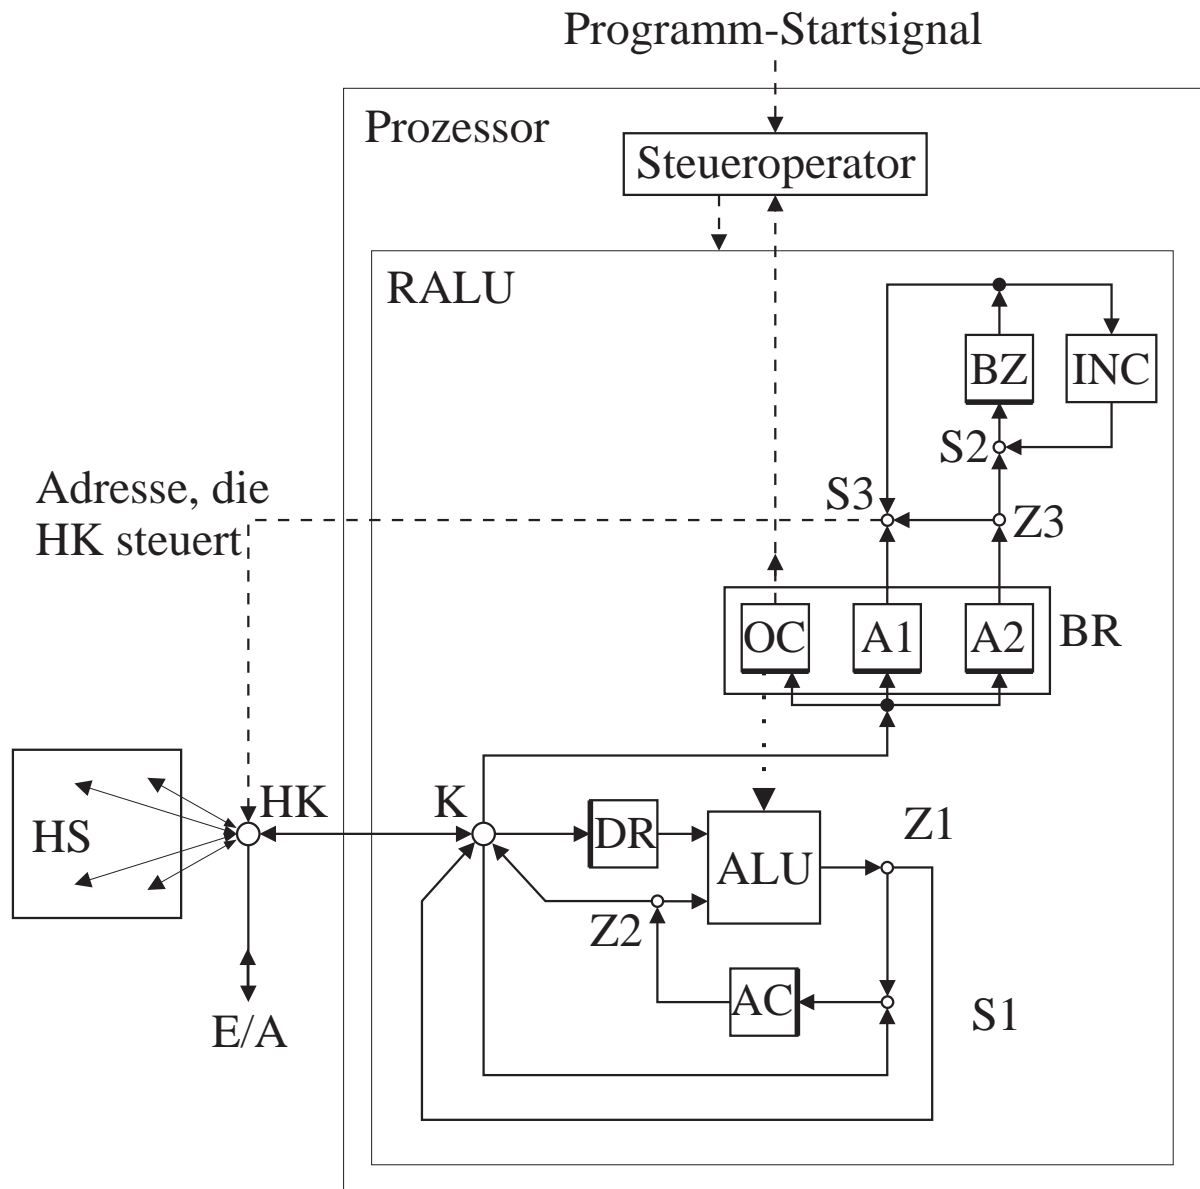 Programm-Startsignal
Prozessor
Steueroperator
RALU
BZ
INC
S2
Adresse, die
HK steuert
S3
Z3
OC
A1
A2
BR
HS
HK
K
DR
ALU
Z1
Z2
AC
S1
E/A